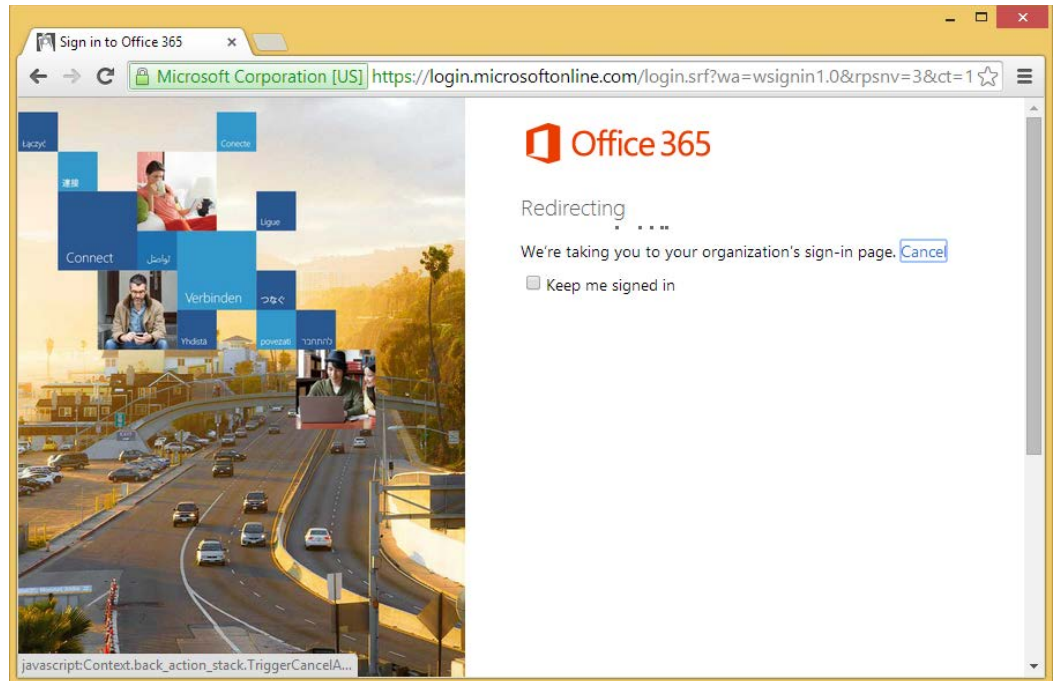 Sign in to Office 365
Microsoft Corporation [US] https://login.microsoftonline.com/login.srf?wa=wsignin1.0&rpsnv=3&ct=1
Łączyć
Conecte
連接
Ligue
Connect
تواصل
Verbinden
つなぐ
Yhdistä
povezati
להתחבר
Office 365
Redirecting
We're taking you to your organization's sign-in page. Cancel
Keep me signed in
javascript:Context.back_action_stack.TriggerCancelA...